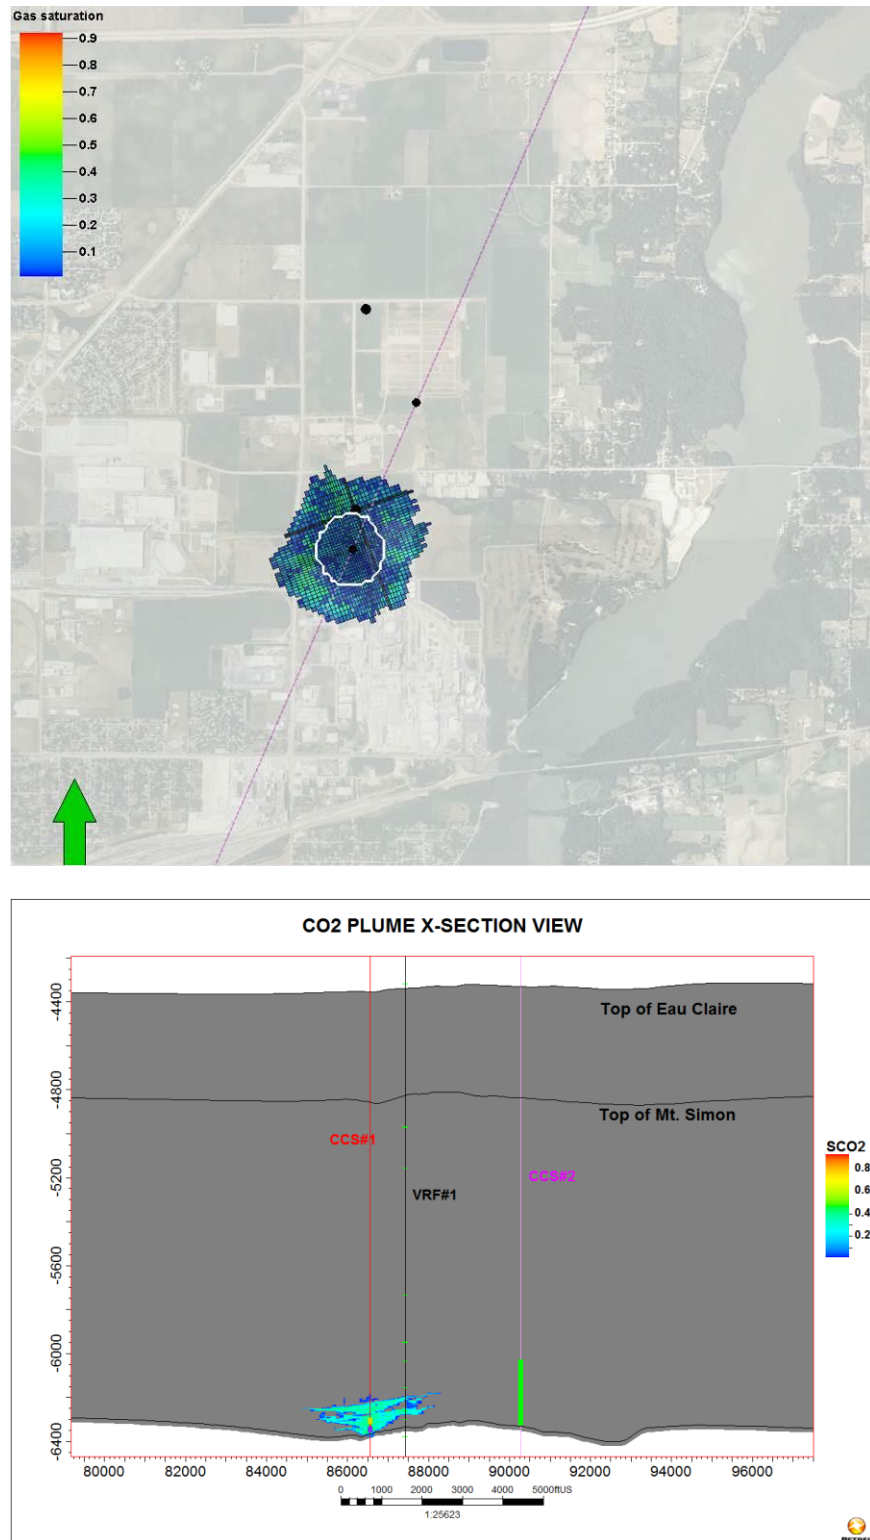 Gas saturation
0.9
0.8
0.7
0.6
0.5
0.4
0.3
0.2
0.1
CO2 PLUME X-SECTION VIEW
-4400
Top of Eau Claire
-4800
Top of Mt. Simon
CCS#1
SCO2
0.8
-5200
CCS#2
VRF#1
0.6
0.4
0.2
-5600
-6000
-6400
80000 82000 84000 86000 88000 90000 92000 94000 96000
0 1000 2000 3000 4000 5000ftUS
1:25623
PETREL